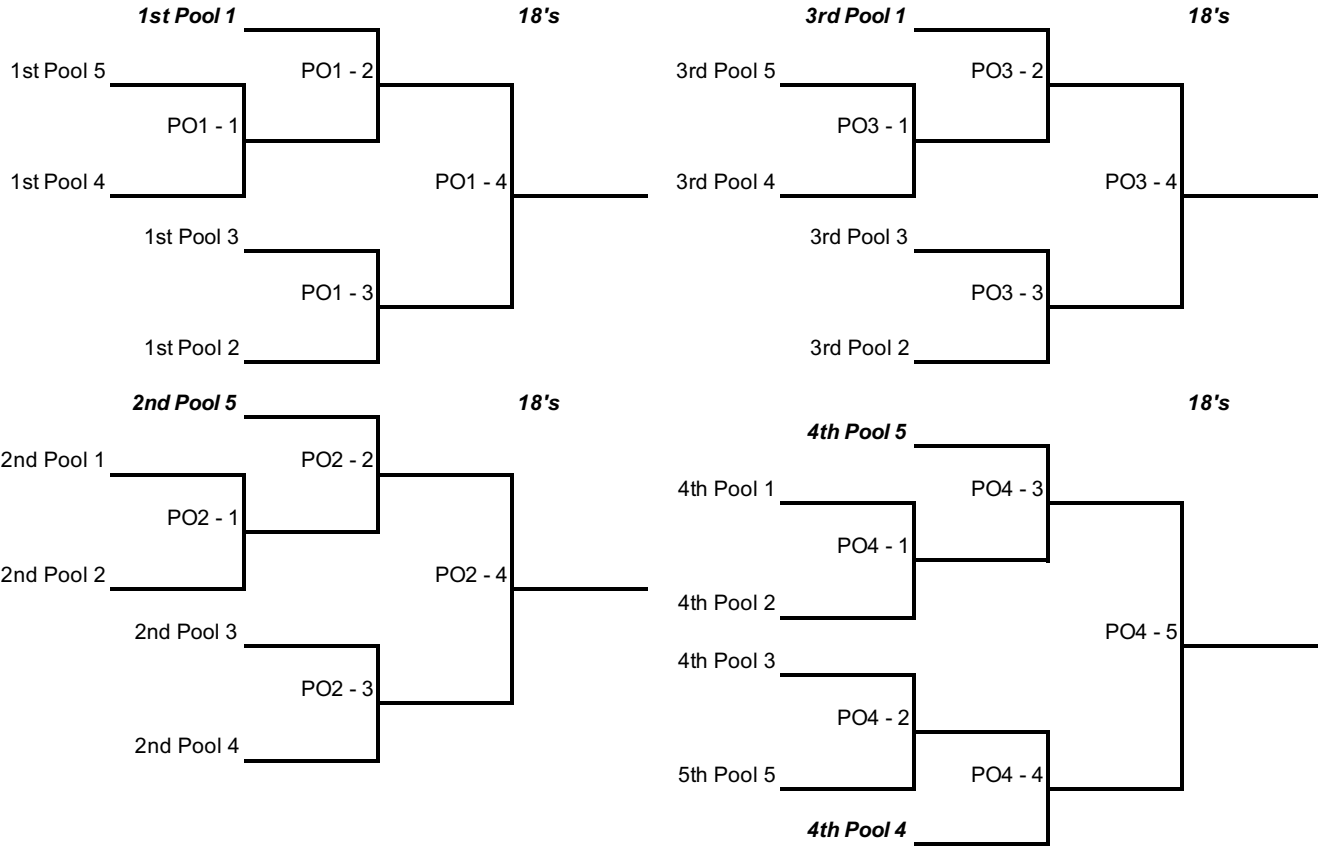 1st Pool 1
18's
1st Pool 5
PO1 - 2
PO1 - 1
1st Pool 4
PO1 - 4
1st Pool 3
PO1 - 3
1st Pool 2
3rd Pool 1
18's
3rd Pool 5
PO3 - 2
PO3 - 1
3rd Pool 4
PO3 - 4
3rd Pool 3
PO3 - 3
3rd Pool 2
2nd Pool 5
18's
2nd Pool 1
PO2 - 2
PO2 - 1
2nd Pool 2
PO2 - 4
2nd Pool 3
PO2 - 3
2nd Pool 4
18's
4th Pool 5
4th Pool 1
PO4 - 3
PO4 - 1
4th Pool 2
PO4 - 5
4th Pool 3
PO4 - 2
5th Pool 5
PO4 - 4
4th Pool 4